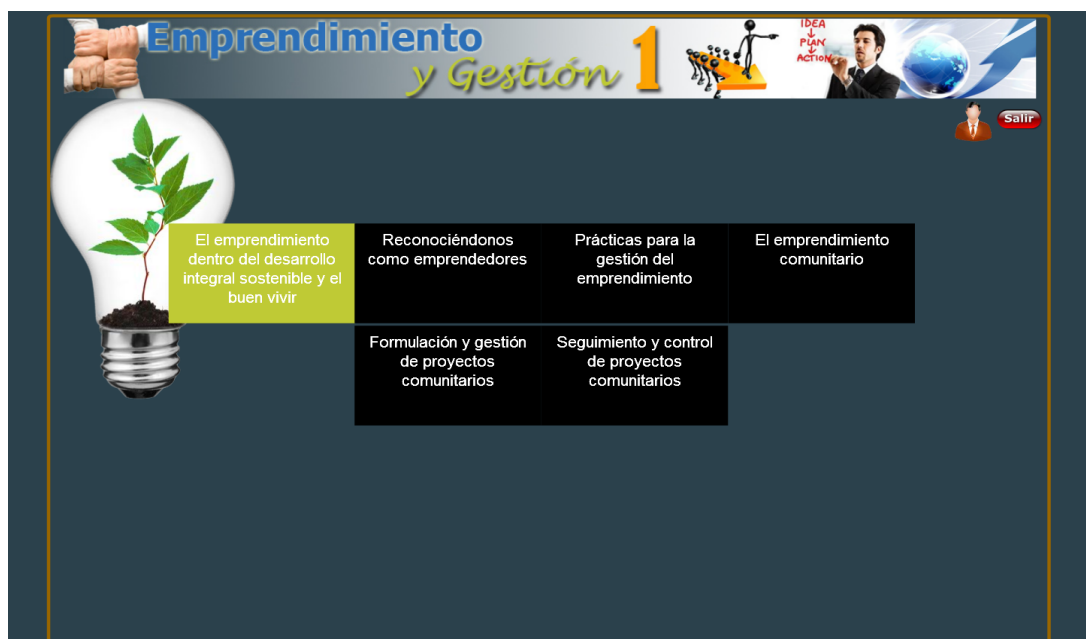 Emprendimiento
y Gestión 1
IDEA
PLAN
ACTION
Salir
El emprendimiento
dentro del desarrollo
integral sostenible y el
buen vivir
Reconociéndonos
como emprendedores
Prácticas para la
gestión del
emprendimiento
El emprendimiento
comunitario
Formulación y gestión
de proyectos
comunitarios
Seguimiento y control
de proyectos
comunitarios